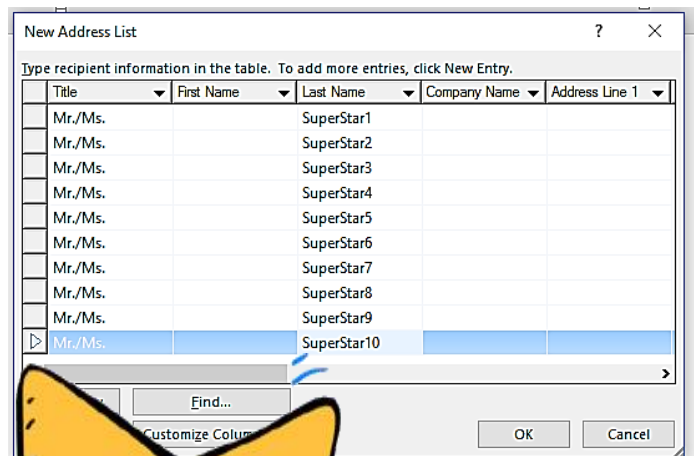 New Address List ? ×
Type recipient information in the table. To add more entries, click New Entry.
Title First Name Last Name Company Name Address Line 1
Mr./Ms. SuperStar1
Mr./Ms. SuperStar2
Mr./Ms. SuperStar3
Mr./Ms. SuperStar4
Mr./Ms. SuperStar5
Mr./Ms. SuperStar6
Mr./Ms. SuperStar7
Mr./Ms. SuperStar8
Mr./Ms. SuperStar9
Mr./Ms. SuperStar10
Find...
Customize OK Cancel